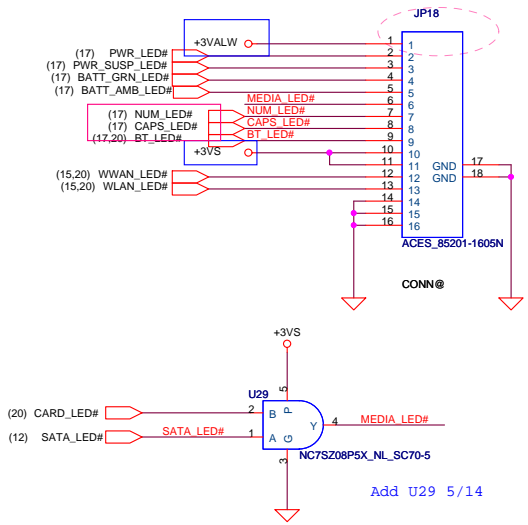 JP18
+3VALW
1 1
(17) PWR_LED# 2 2
(17) PWR_SUSP_LED# 3 3
(17) BATT_GRN_LED# 4 4
(17) BATT_AMB_LED# 5 5
MEDIA_LED# 6 6
(17) NUM_LED# NUM_LED# 7 7
(17) CAPS_LED# CAPS_LED# 8 8
(17,20) BT_LED# BT_LED# 9 9
+3VS 10 10
11 11 GND 17
(15,20) WWAN_LED# 12 12 GND 18
(15,20) WLAN_LED# 13 13
14 14
15 15
16 16
ACES_85201-1605N
CONN@
+3VS
U29 5
(20) CARD_LED# 2 B P
Y 4 MEDIA_LED#
(12) SATA_LED# SATA_LED# 1 A G
3 NC7SZ08P5X_NL_SC70-5
Add U29 5/14